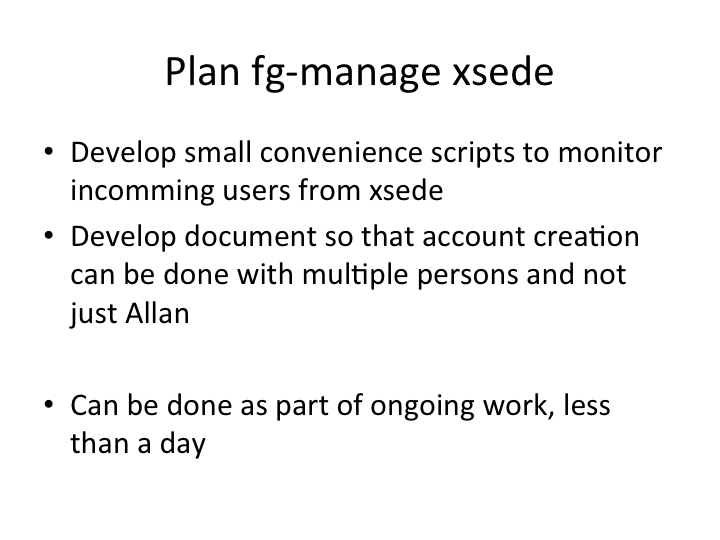 Plan fg-manage xsede
• Develop small convenience scripts to monitor
incomming users from xsede
• Develop document so that account creation
can be done with multiple persons and not
just Allan
• Can be done as part of ongoing work, less
than a day